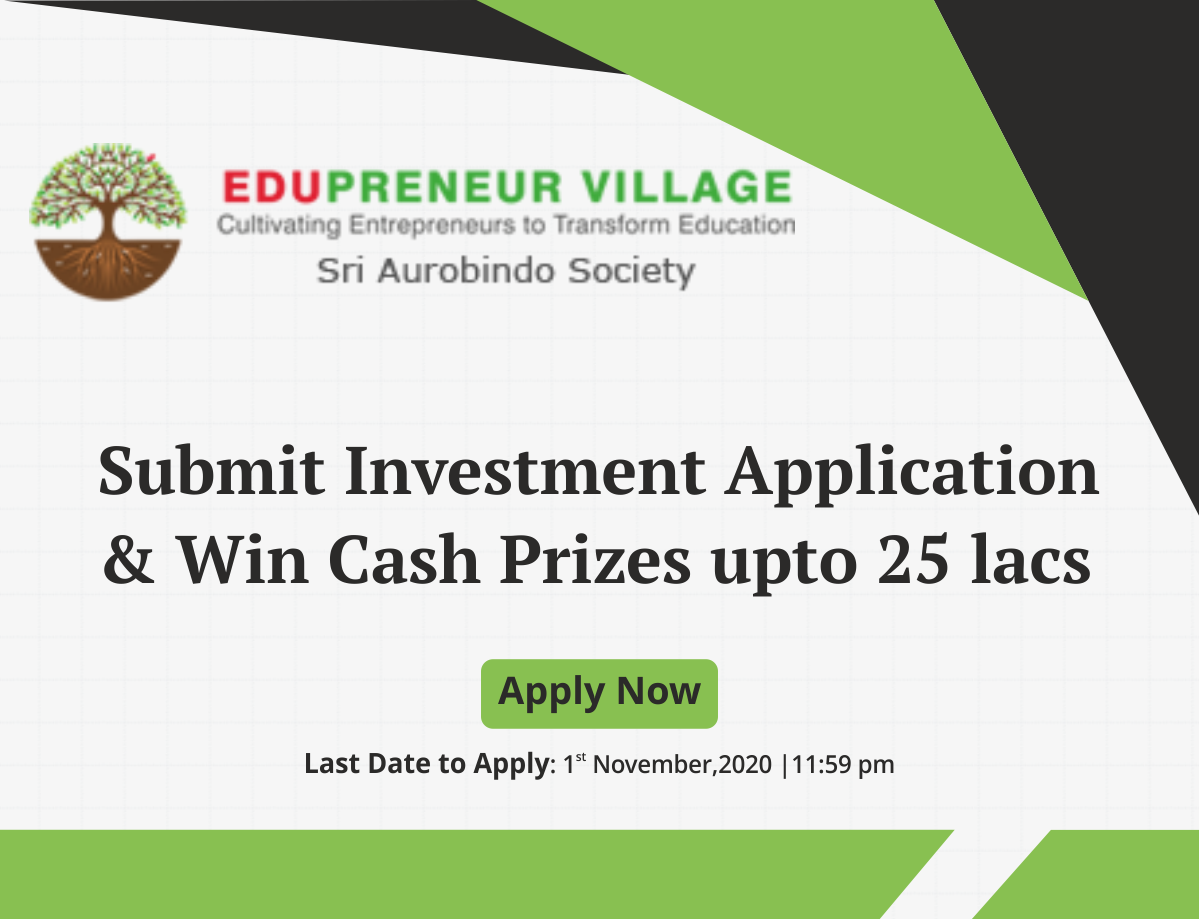 EDUPRENEUR VILLAGE
Cultivating Entrepreneurs to Transform Education
Sri Aurobindo Society
Submit Investment Application
& Win Cash Prizes upto 25 lacs
Apply Now
Last Date to Apply: 1st November,2020 |11:59 pm